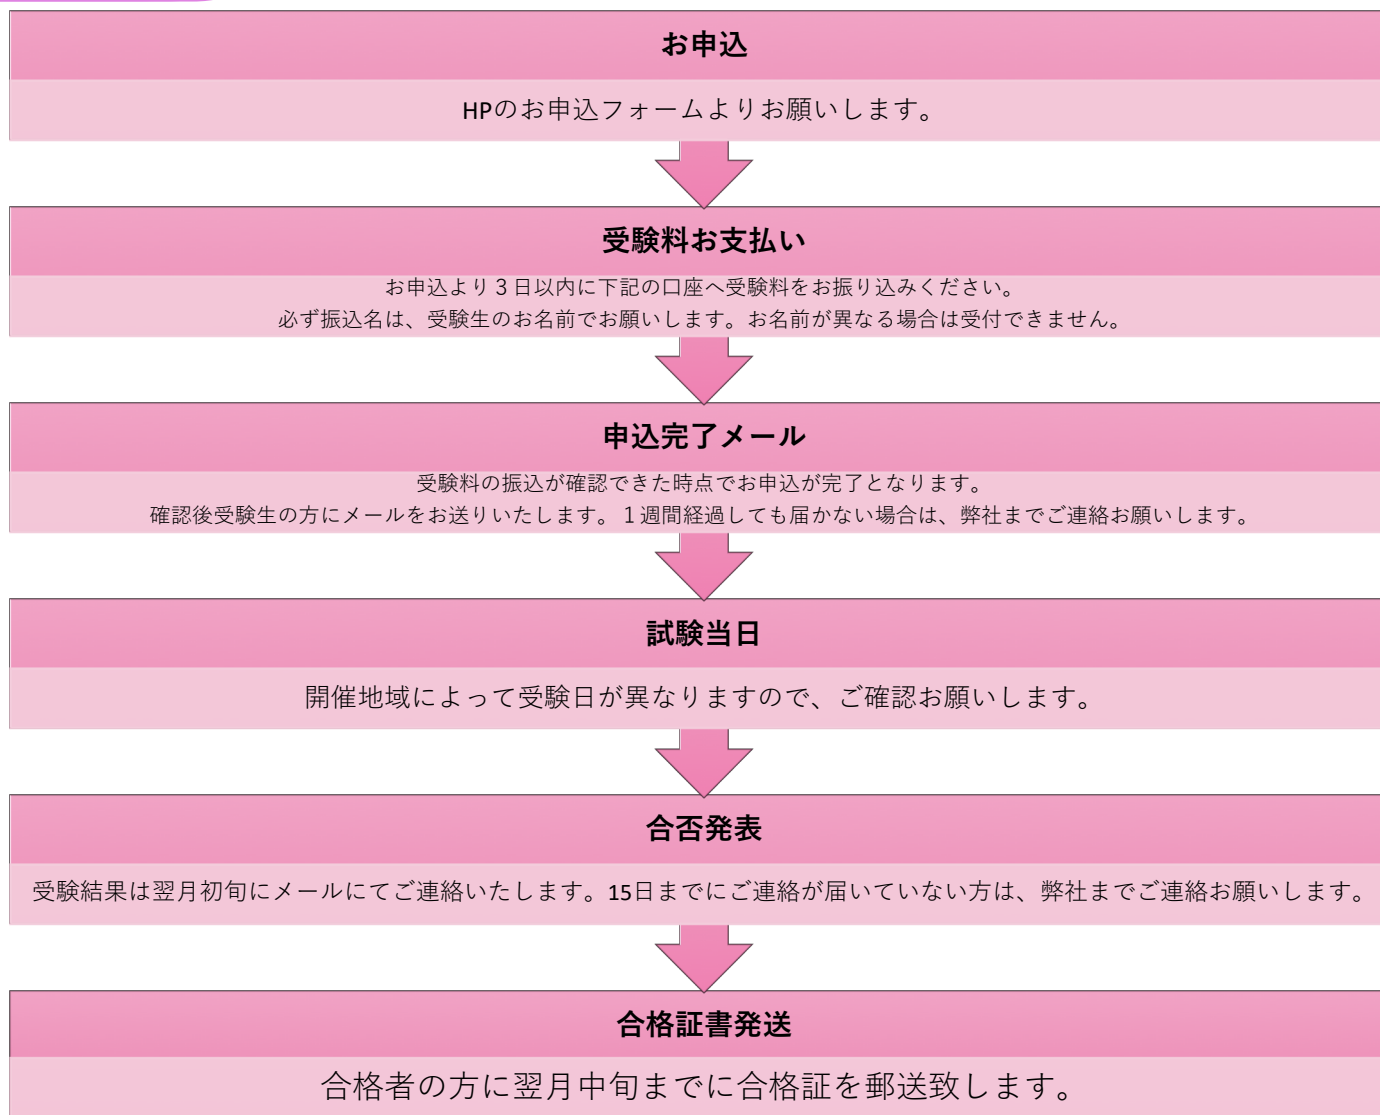 お申込
HPのお申込フォームよりお願いします。
受験料お支払い
お申込より３日以内に下記の口座へ受験料をお振り込みください。
必ず振込名は、受験生のお名前でお願いします。お名前が異なる場合は受付できません。
申込完了メール
受験料の振込が確認できた時点でお申込が完了となります。
確認後受験生の方にメールをお送りいたします。１週間経過しても届かない場合は、弊社までご連絡お願いします。
試験当日
開催地域によって受験日が異なりますので、ご確認お願いします。
合否発表
受験結果は翌月初旬にメールにてご連絡いたします。15日までにご連絡が届いていない方は、弊社までご連絡お願いします。
合格証書発送
合格者の方に翌月中旬までに合格証を郵送致します。